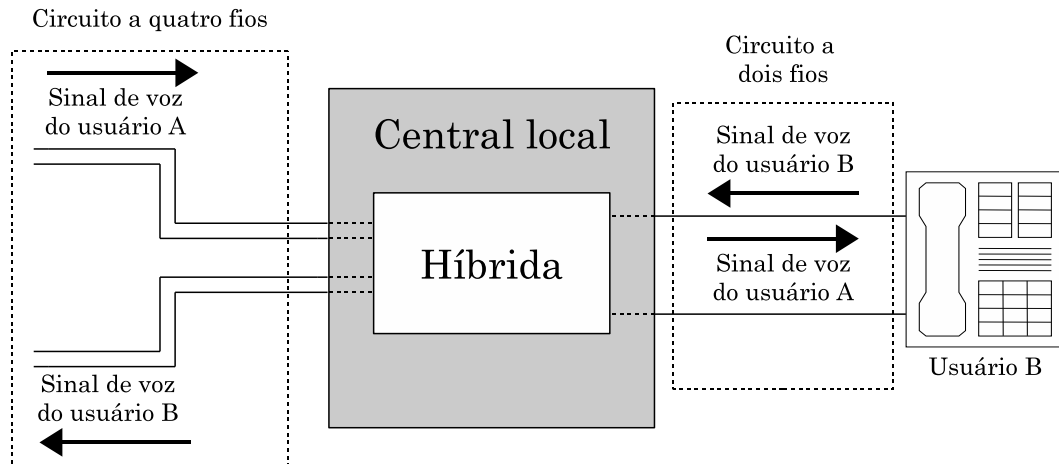 Circuito a quatro fios
Sinal de voz
do usuário A
Sinal de voz
do usuário B
Central local
Híbrida
Circuito a
dois fios
Sinal de voz
do usuário B
Sinal de voz
do usuário A
Usuário B